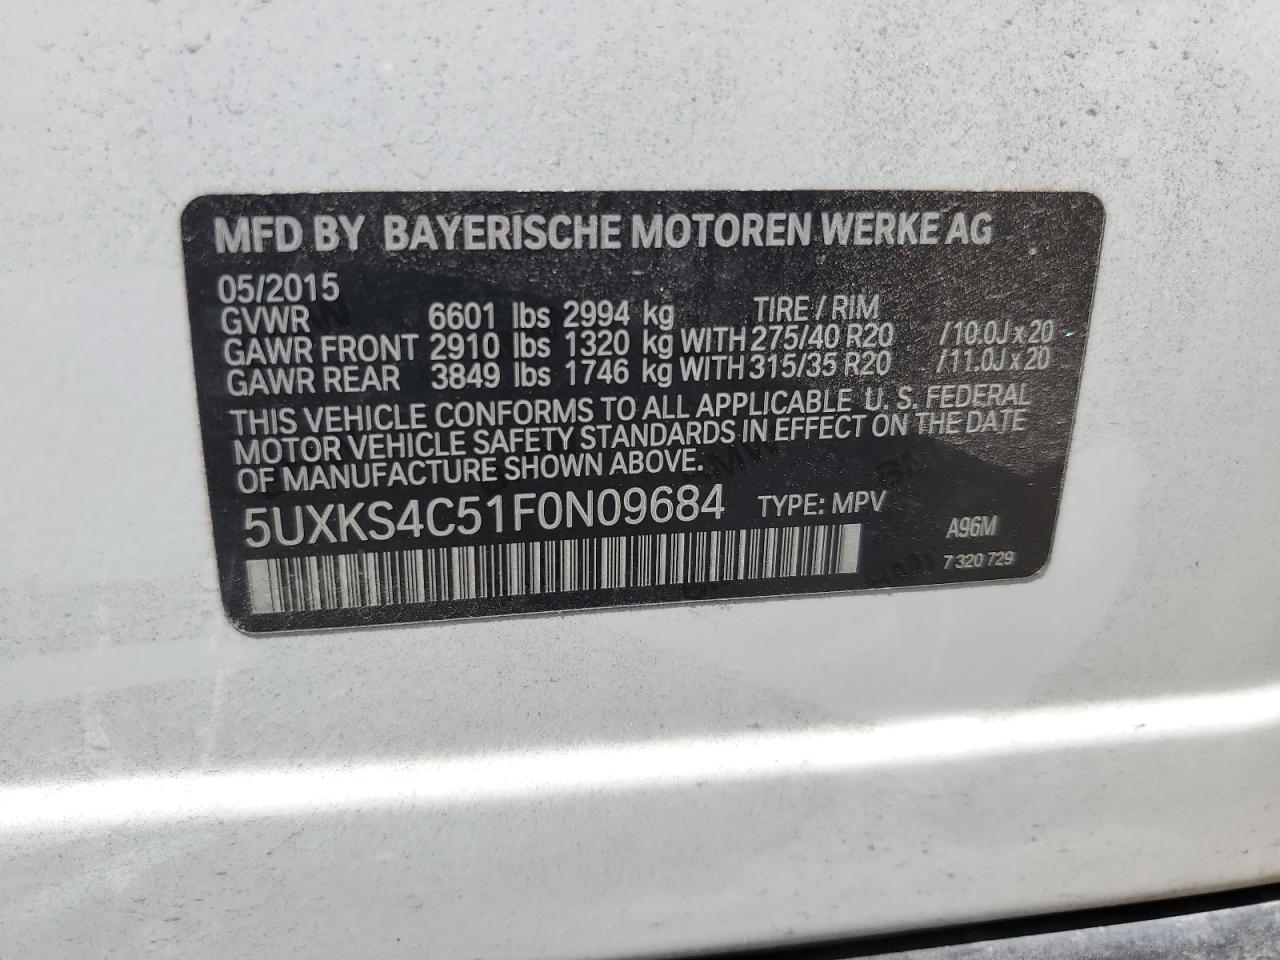 MFD BY BAYERISCHE MOTOREN WERKE AG
05/2015
GVWR 6601 lbs 2994 kg TIRE / RIM
GAWR FRONT 2910 lbs 1320 kg WITH 275/40 R20 /10.0J x 20
GAWR REAR 3849 lbs 1746 kg WITH 315/35 R20 /11.0J x 20
THIS VEHICLE CONFORMS TO ALL APPLICABLE U. S. FEDERAL
MOTOR VEHICLE SAFETY STANDARDS IN EFFECT ON THE DATE
OF MANUFACTURE SHOWN ABOVE.
5UXKS4C51F0N09684 TYPE: MPV
A96M
7 320 729